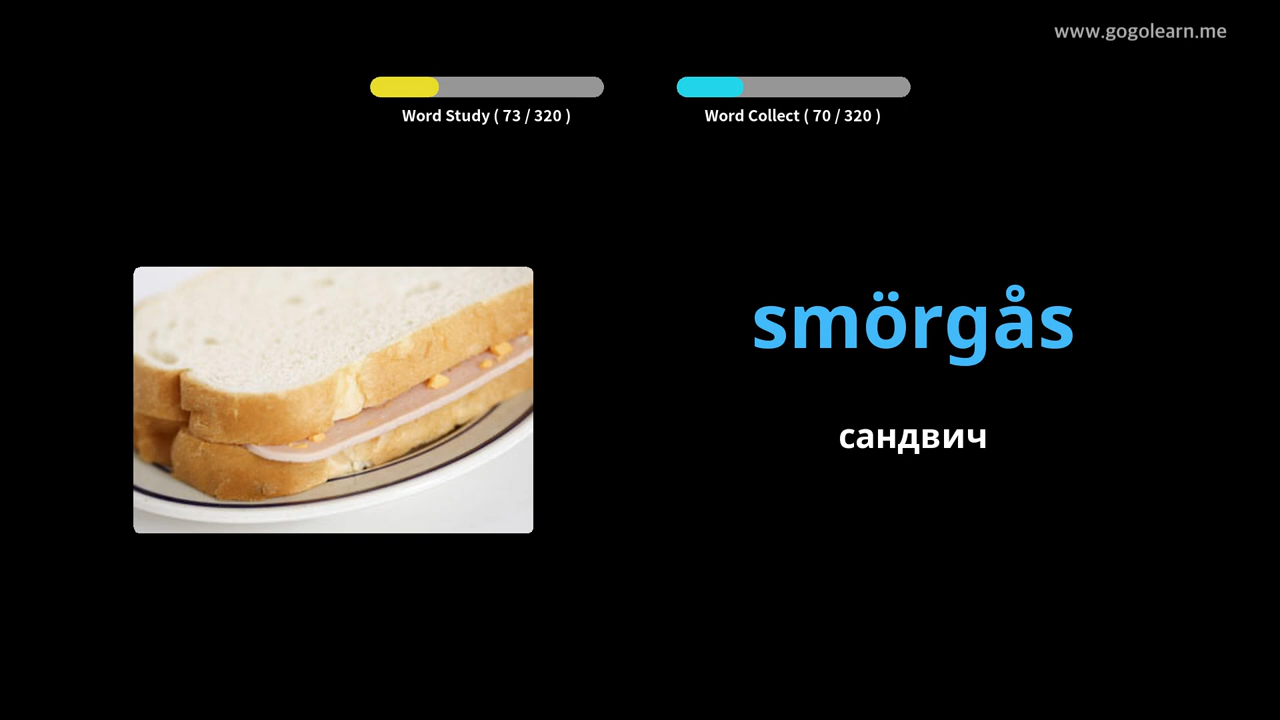 www.gogolearn.me
Word Study ( 73 / 320 )
Word Collect ( 70 / 320 )
smörgås
сандвич